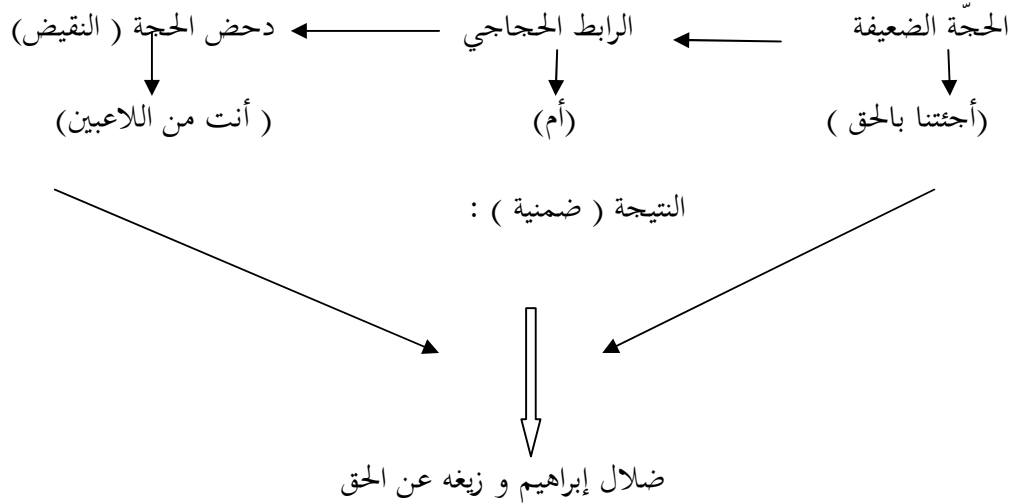 الحجّة الضعيفة الرابط الحجاجي دحض الحجة ( النقيض)
(أجئتنا بالحق ) (أم) ( أنت من اللاعبين)
النتيجة ( ضمنية ) :
ضلال إبراهيم و زيغه عن الحق